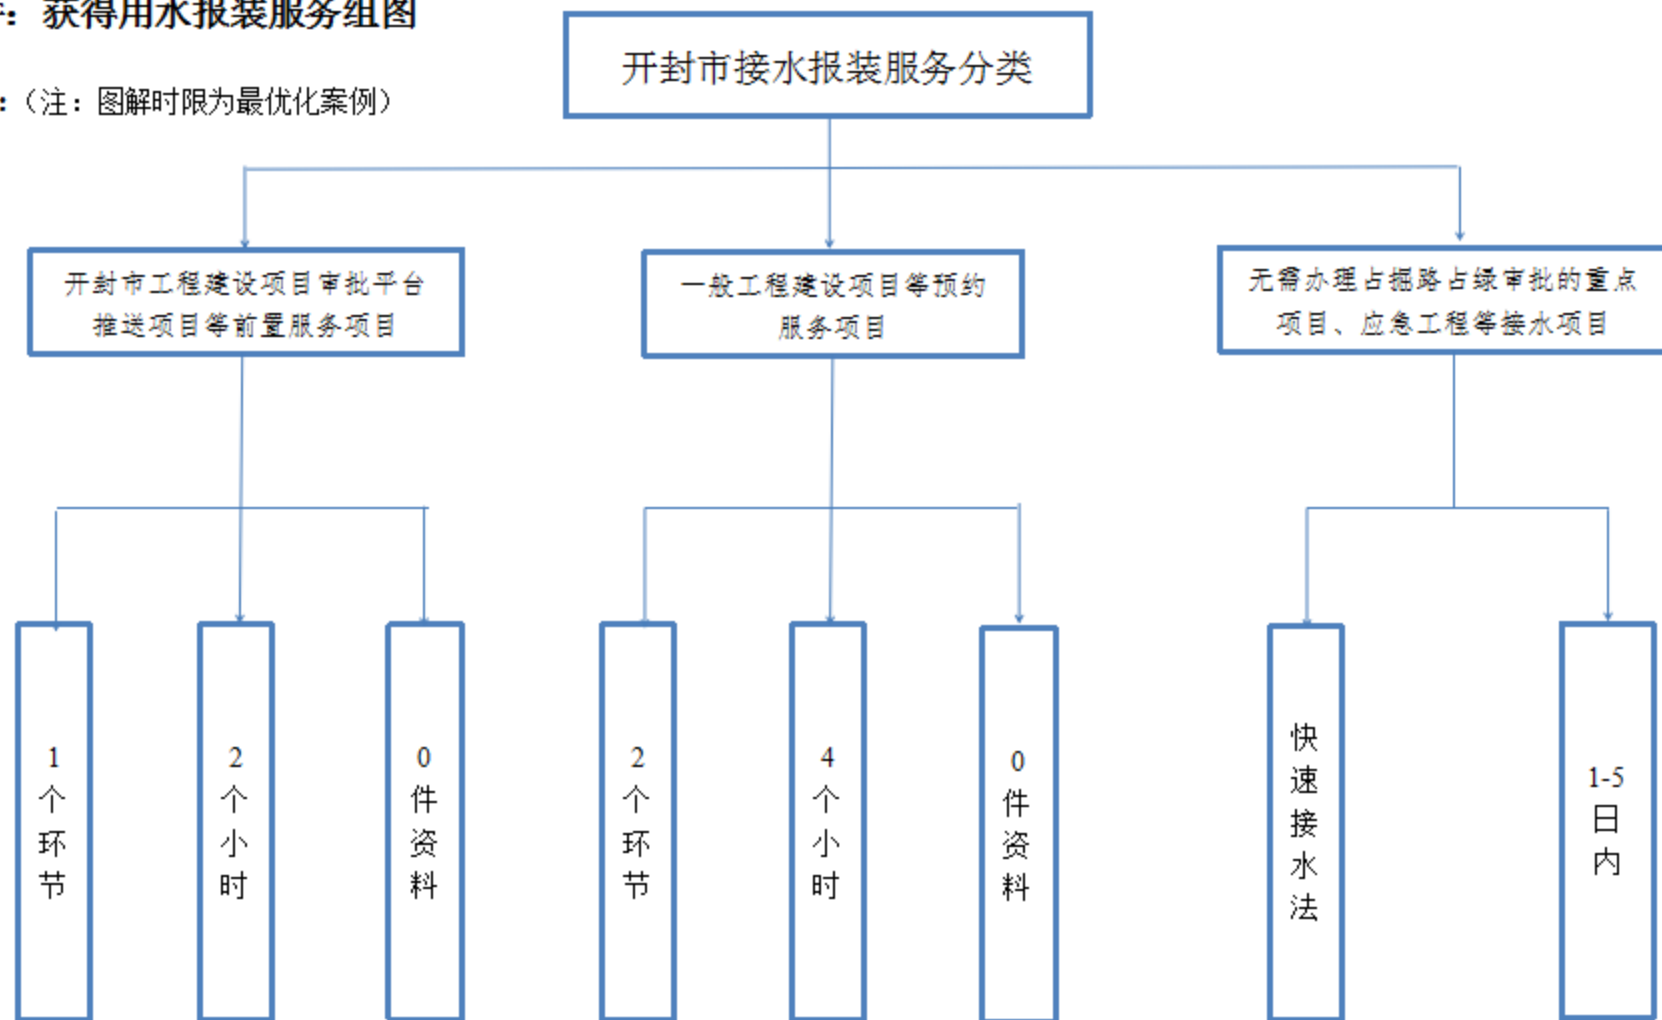 ：获得用水报装服务组图
开封市接水报装服务分类
：（注：图解时限为最优化案例）
开封市工程建设项目审批平台
推送项目等前置服务项目
一般工程建设项目等预约
服务项目
无需办理占掘路占绿审批的重点
项目、应急工程等接水项目
1
个
环
节
2
个
小
时
0
件
资
料
2
个
环
节
4
个
小
时
0
件
资
料
快
速
接
水
法
1-5
日
内